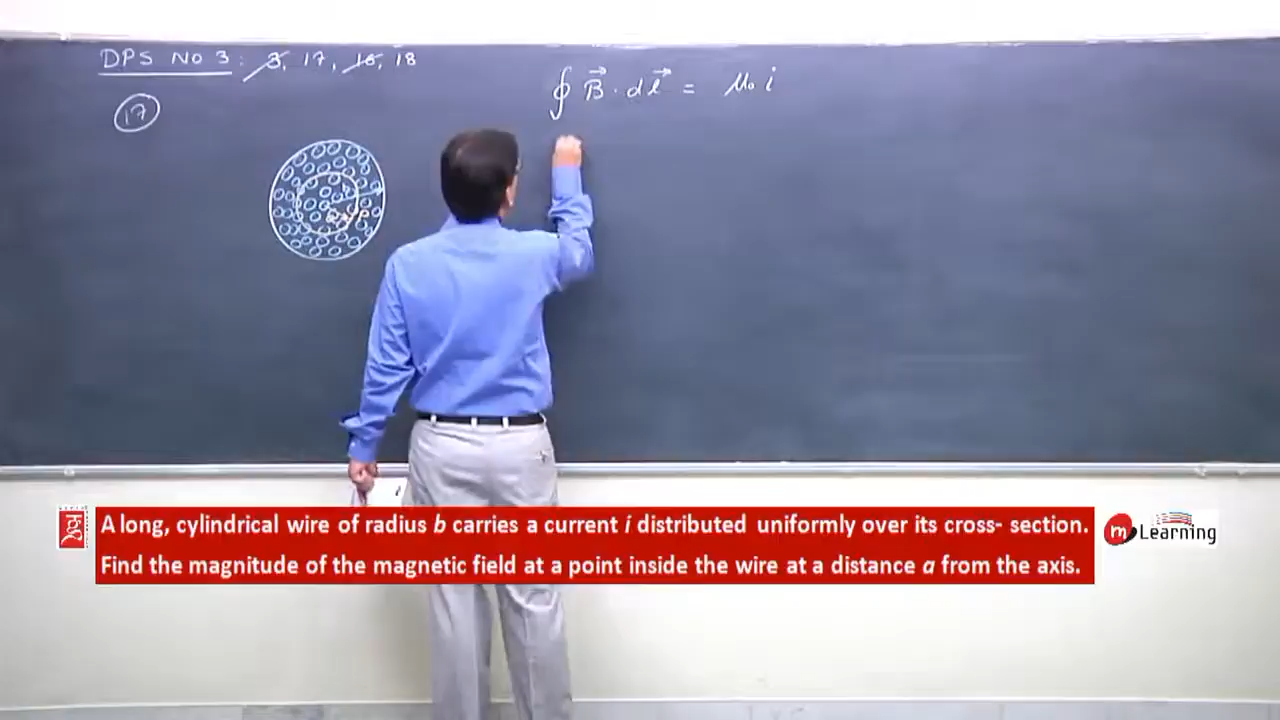 DPS NO 3 : 3, 17, 16, 18
∮ B⃗ · dl⃗ = μ₀ i
17
A long, cylindrical wire of radius b carries a current i distributed uniformly over its cross- section.
Find the magnitude of the magnetic field at a point inside the wire at a distance a from the axis.
m Learning